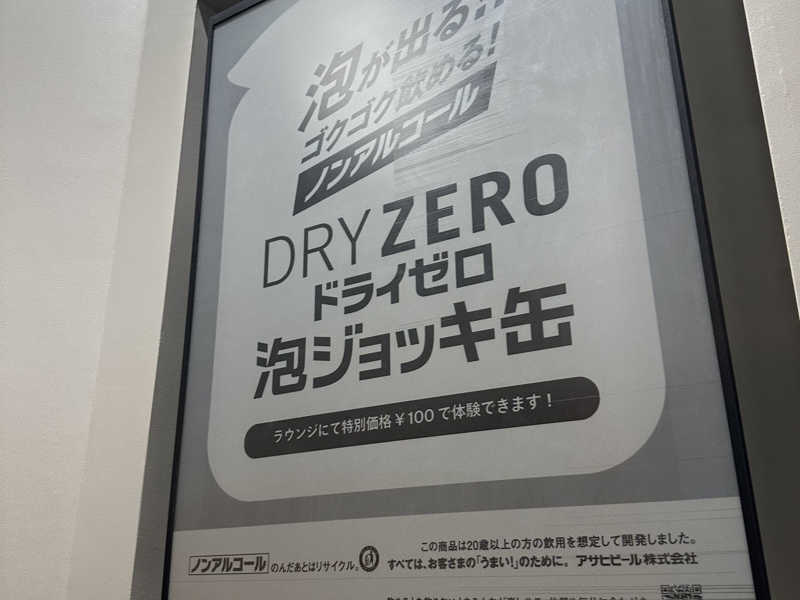 泡が出る!!
ゴクゴク飲める!
ノンアルコール
DRY ZERO
ドライゼロ
泡ジョッキ缶
ラウンジにて特別価格¥100で体験できます!
この商品は20歳以上の方の飲用を想定して開発しました。
ノンアルコール のんだあとはリサイクル。
すべては、お客さまの「うまい!」のために。 アサヒビール株式会社